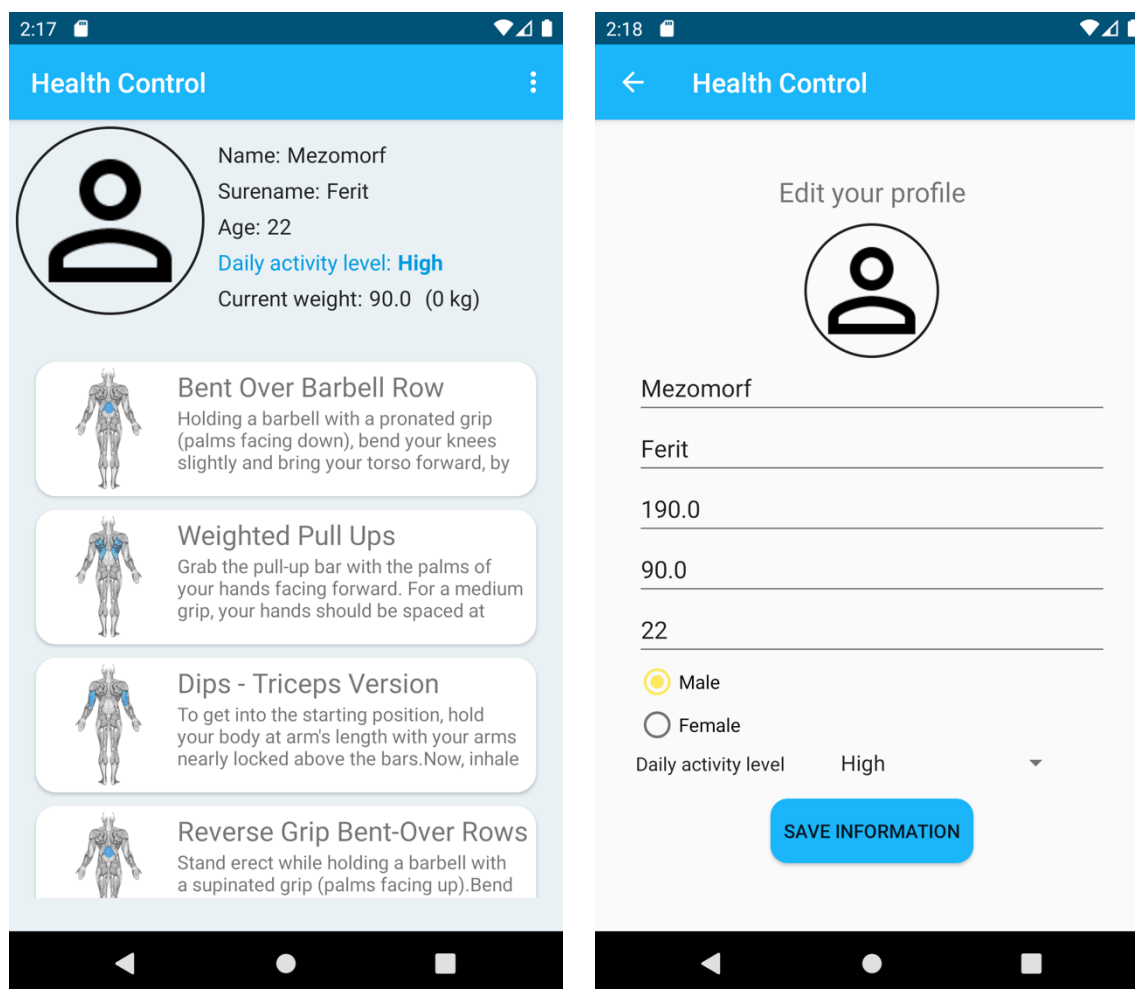 2:17
Health Control
Name: Mezomorf
Surename: Ferit
Age: 22
Daily activity level: High
Current weight: 90.0 (0 kg)
Bent Over Barbell Row
Holding a barbell with a pronated grip
(palms facing down), bend your knees
slightly and bring your torso forward, by
Weighted Pull Ups
Grab the pull-up bar with the palms of
your hands facing forward. For a medium
grip, your hands should be spaced at
Dips - Triceps Version
To get into the starting position, hold
your body at arm's length with your arms
nearly locked above the bars.Now, inhale
Reverse Grip Bent-Over Rows
Stand erect while holding a barbell with
a supinated grip (palms facing up).Bend
2:18
Health Control
Edit your profile
Mezomorf
Ferit
190.0
90.0
22
Male
Female
Daily activity level High
SAVE INFORMATION